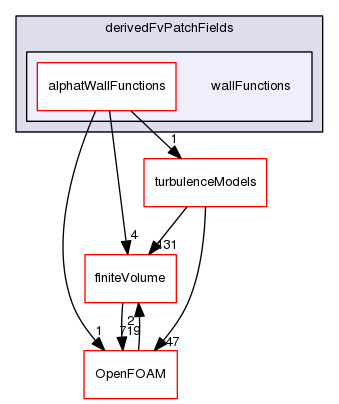 derivedFvPatchFields
alphatWallFunctions
wallFunctions
1
turbulenceModels
4
131
finiteVolume
2
719
1
47
OpenFOAM